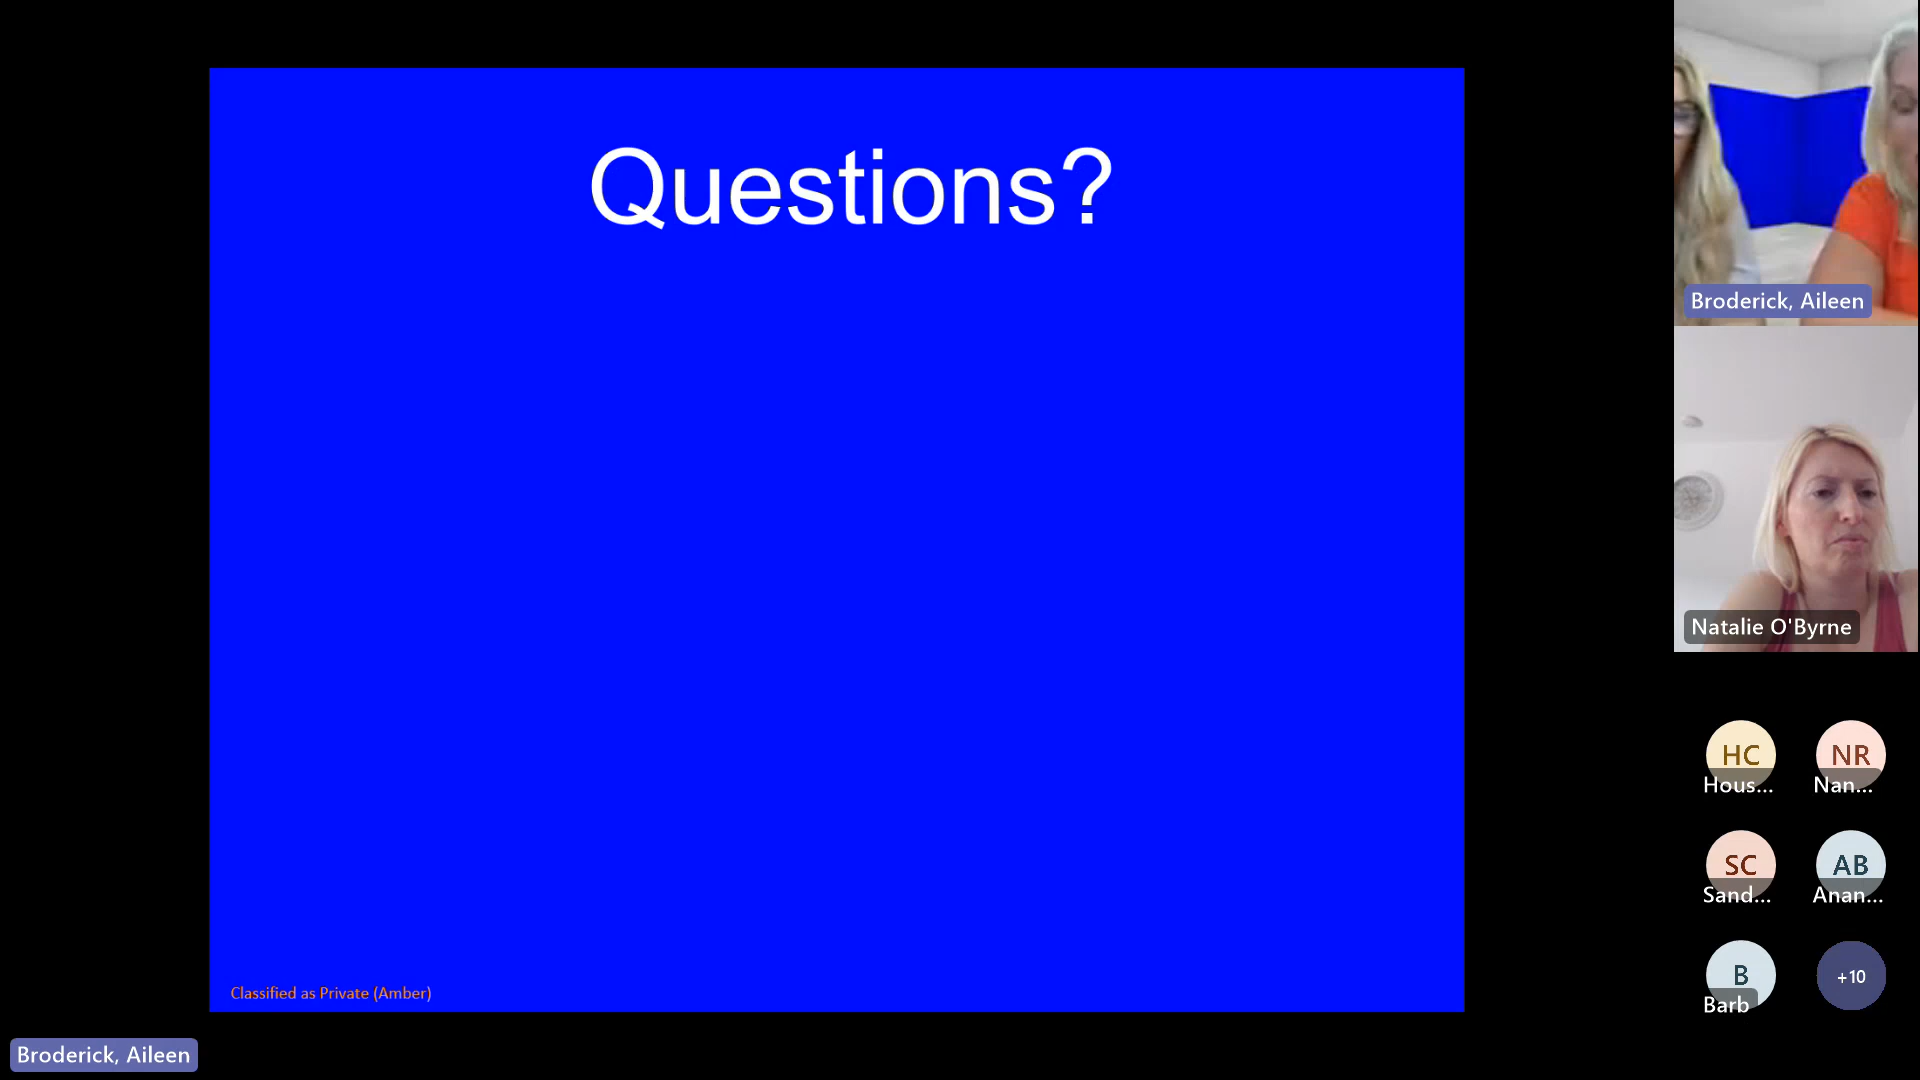 Questions?
Classified as Private (Amber)
Broderick, Aileen
Broderick, Aileen
Natalie O'Byrne
HC
Hous...
NR
Nan...
SC
Sand...
AB
Anan...
B
Barb
+10